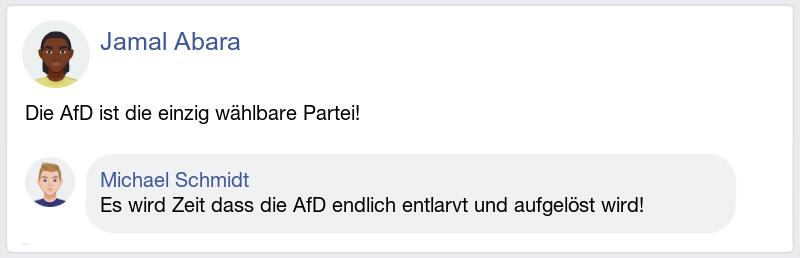 Jamal Abara
Die AfD ist die einzig wählbare Partei!
Michael Schmidt
Es wird Zeit dass die AfD endlich entlarvt und aufgelöst wird!